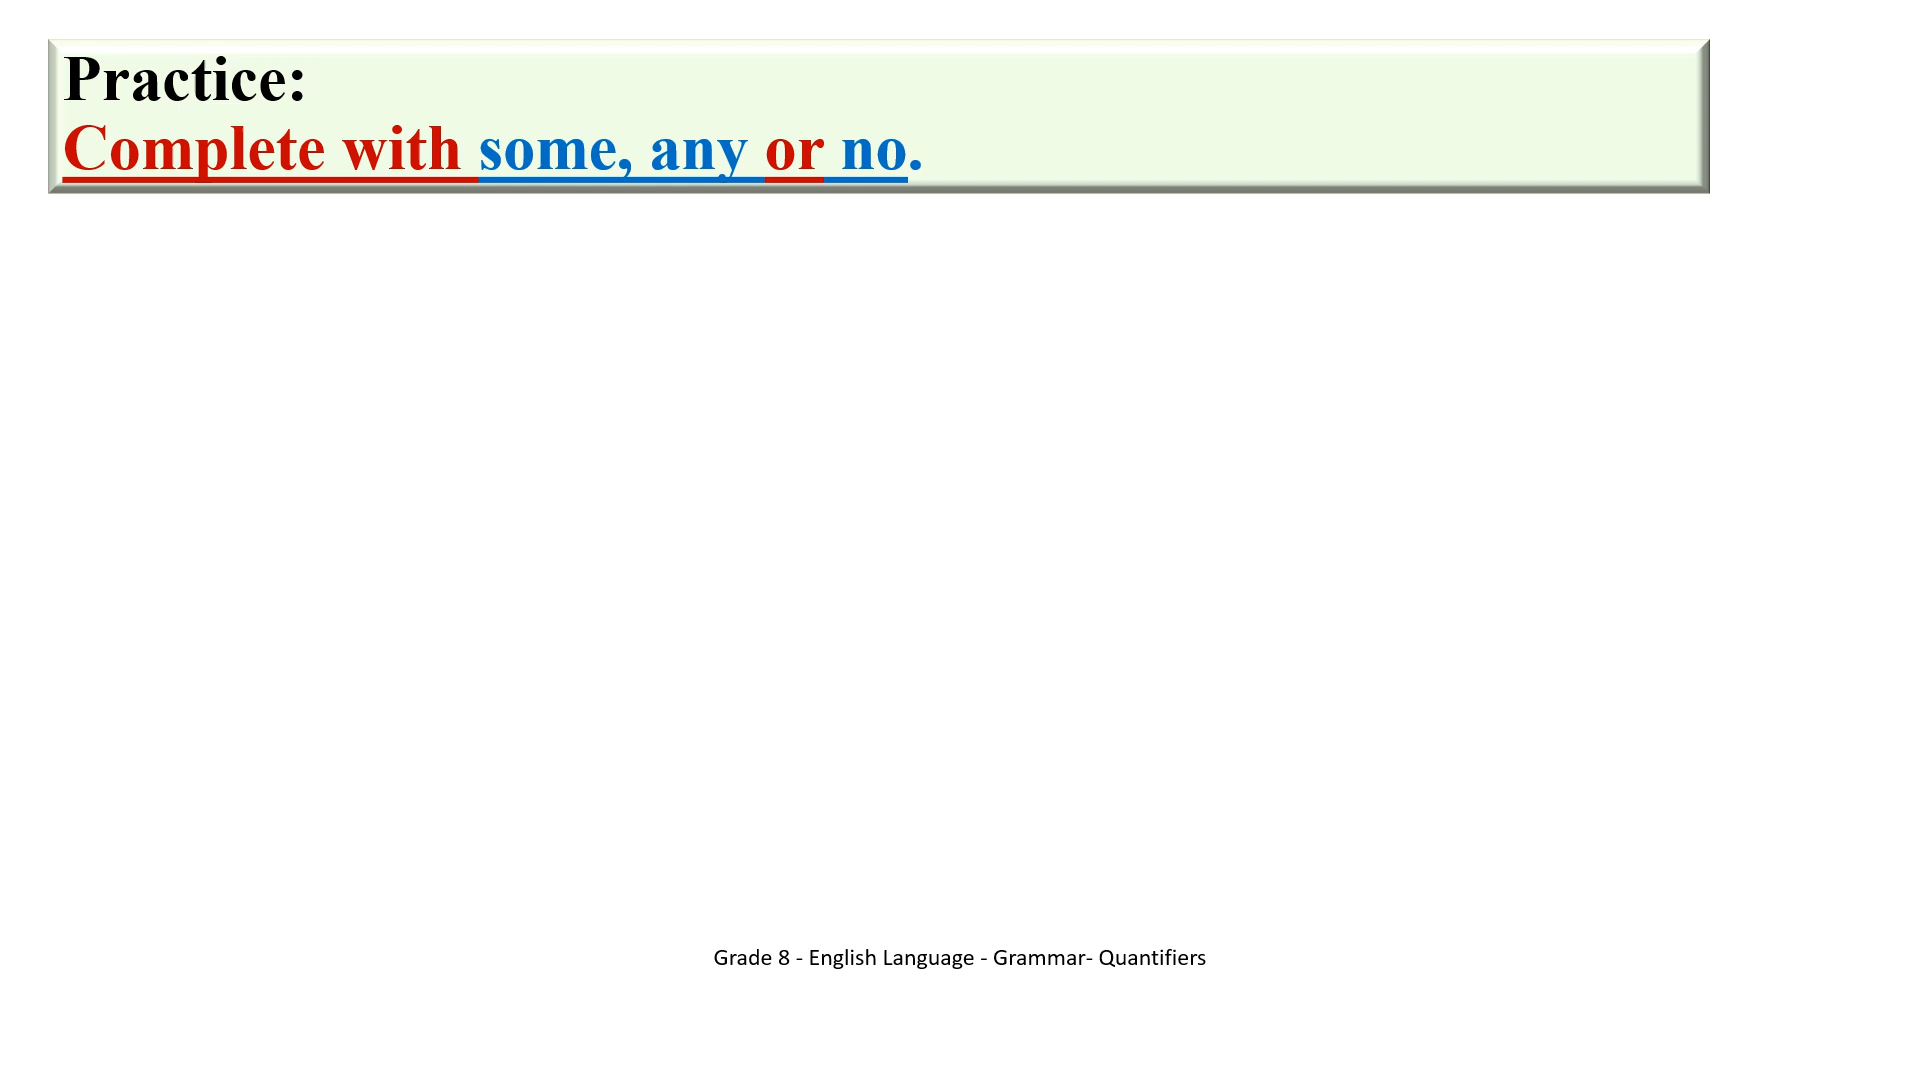 Practice:
Complete with some, any or no.
Grade 8 - English Language - Grammar- Quantifiers